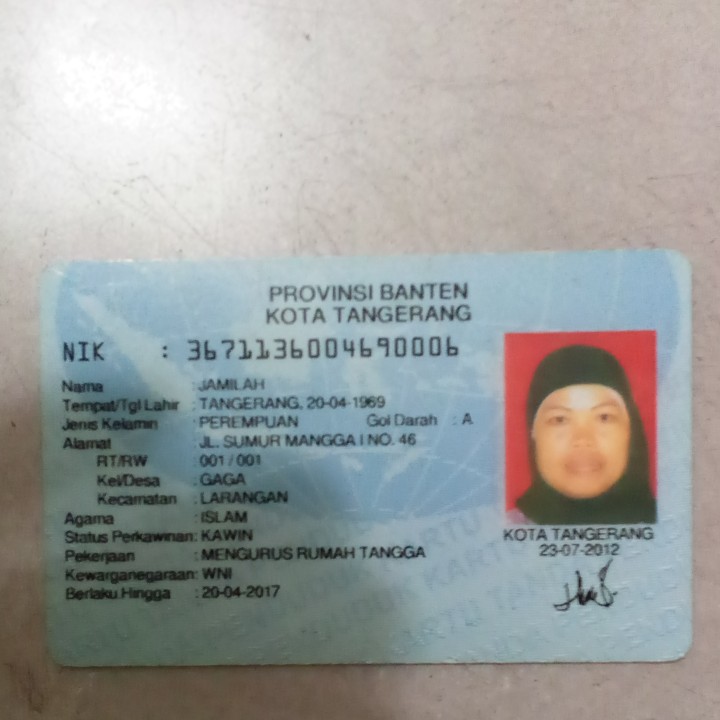 PROVINSI BANTEN
KOTA TANGERANG
NIK : 3671136004690006
Nama : JAMILAH
Tempat/Tgl Lahir : TANGERANG, 20-04-1969
Jenis Kelamin : PEREMPUAN Gol Darah : A
Alamat : JL. SUMUR MANGGA I NO. 46
RT/RW : 001 / 001
Kel/Desa : GAGA
Kecamatan : LARANGAN
Agama : ISLAM
Status Perkawinan: KAWIN
Pekerjaan : MENGURUS RUMAH TANGGA
Kewarganegaraan: WNI
Berlaku Hingga : 20-04-2017
KOTA TANGERANG
23-07-2012